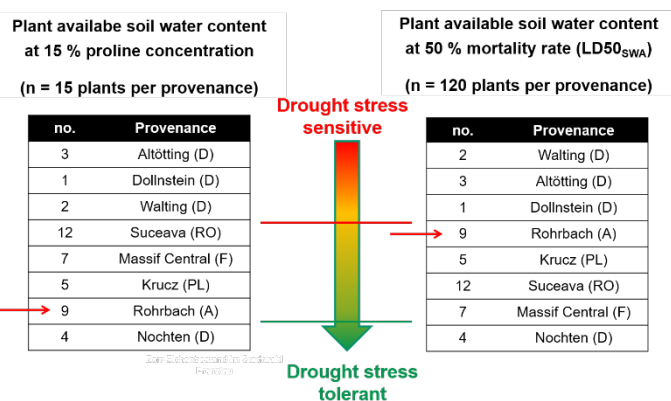 Plant availabe soil water content
at 15 % proline concentration
(n = 15 plants per provenance)
Plant available soil water content
at 50 % mortality rate (LD50SWA)
(n = 120 plants per provenance)
Drought stress
sensitive
no. Provenance
3 Altötting (D)
1 Dollnstein (D)
2 Walting (D)
12 Suceava (RO)
7 Massif Central (F)
5 Krucz (PL)
9 Rohrbach (A)
4 Nochten (D)
no. Provenance
2 Walting (D)
3 Altötting (D)
1 Dollnstein (D)
9 Rohrbach (A)
5 Krucz (PL)
12 Suceava (RO)
7 Massif Central (F)
4 Nochten (D)
Drought stress
tolerant